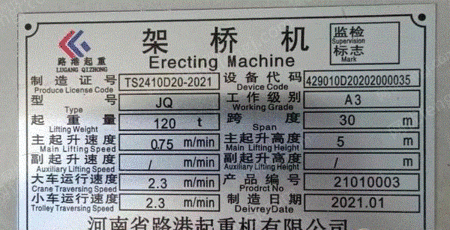 架桥机
Erecting Machine
监检
Supervision
标志
Mark
路港起重
LUGANG QIZHONG
制造证号 TS2410D20-2021 设备代码 429010D20202000035
Produce License Code Device Code
型号 JQ 工作级别 A3
Type Working Grade
起重量 120 t 跨度 30 m
Lifting Weight Span
主起升速度 0.75 m/min 主起升高度 5 m
Main Lifting Speed Main Lifting Height
副起升速度 / m/min 副起升高度 / m
Auxiliary Lifting Speed Auxiliary Lifting Height
大车运行速度 2.3 m/min 产品编号 21010003
Crane Traversing Speed Prodrct No
小车运行速度 2.3 m/min 制造日期 2021.01
Trolley Traversing Speed DeivreyDate
河南省路港起重机有限公司